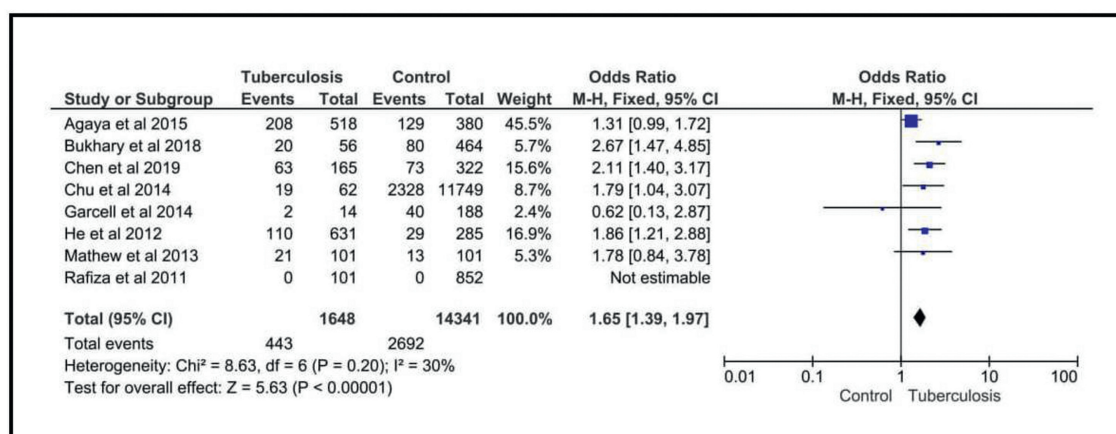 Tuberculosis Control Odds Ratio Odds Ratio
Study or Subgroup Events Total Events Total Weight M-H, Fixed, 95% CI M-H, Fixed, 95% CI
Agaya et al 2015 208 518 129 380 45.5% 1.31 [0.99, 1.72]
Bukhary et al 2018 20 56 80 464 5.7% 2.67 [1.47, 4.85]
Chen et al 2019 63 165 73 322 15.6% 2.11 [1.40, 3.17]
Chu et al 2014 19 62 2328 11749 8.7% 1.79 [1.04, 3.07]
Garcell et al 2014 2 14 40 188 2.4% 0.62 [0.13, 2.87]
He et al 2012 110 631 29 285 16.9% 1.86 [1.21, 2.88]
Mathew et al 2013 21 101 13 101 5.3% 1.78 [0.84, 3.78]
Rafiza et al 2011 0 101 0 852 Not estimable
Total (95% CI) 1648 14341 100.0% 1.65 [1.39, 1.97]
Total events 443 2692
Heterogeneity: Chi² = 8.63, df = 6 (P = 0.20); I² = 30%
Test for overall effect: Z = 5.63 (P < 0.00001)
0.01 0.1 1 10 100
Control Tuberculosis